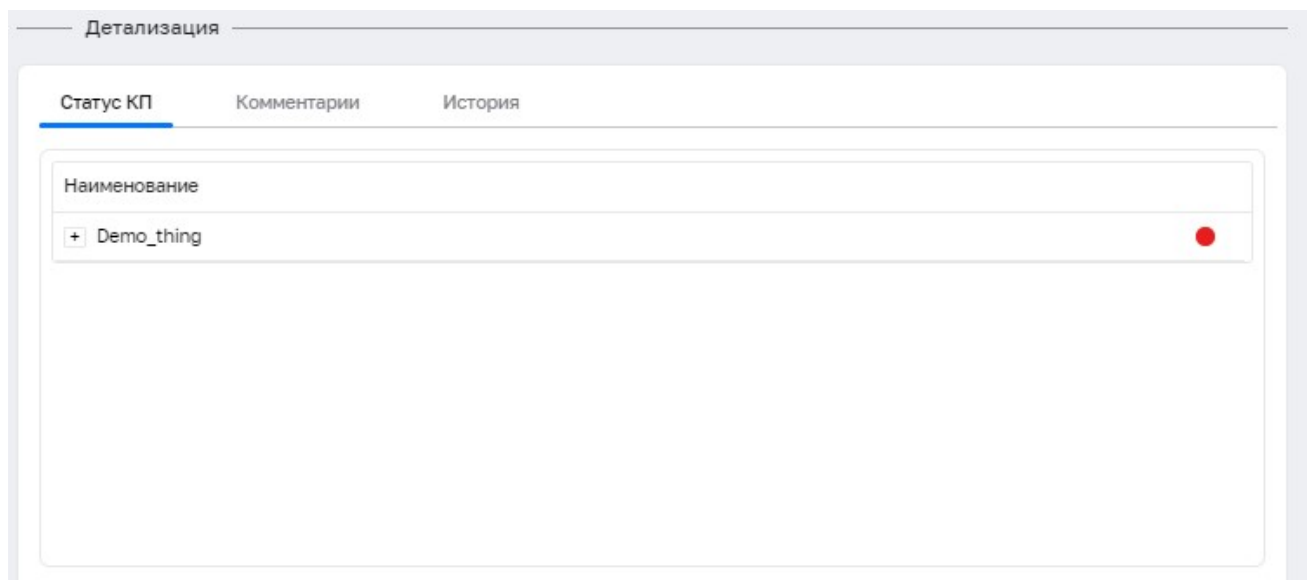 Детализация
Статус КП Комментарии История
Наименование
+ Demo_thing